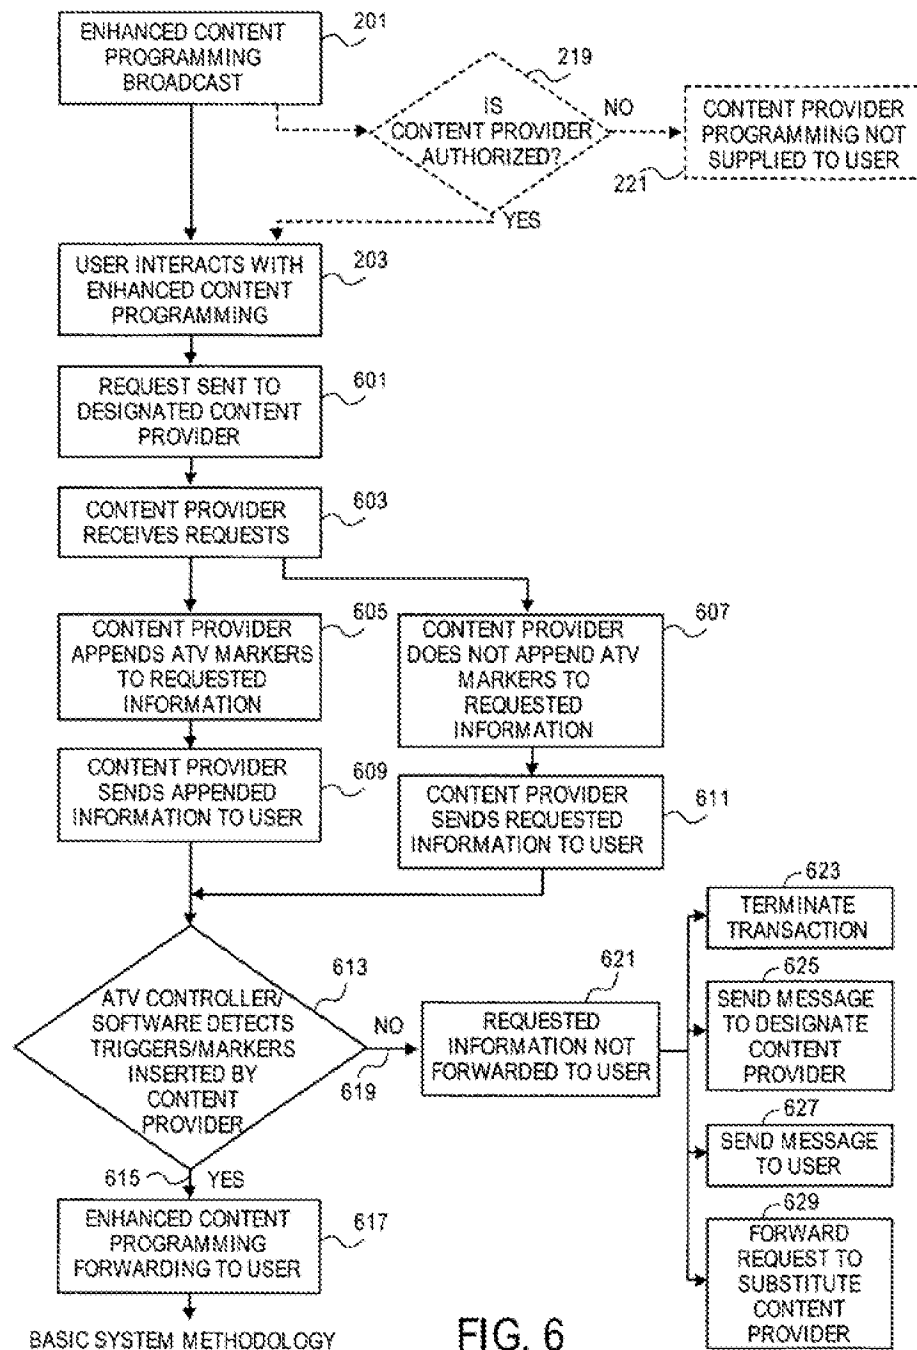 ENHANCED CONTENT
PROGRAMMING
BROADCAST
201
219
IS
CONTENT PROVIDER
AUTHORIZED?
NO
CONTENT PROVIDER
PROGRAMMING NOT
SUPPLIED TO USER
221
YES
USER INTERACTS WITH
ENHANCED CONTENT
PROGRAMMING
203
REQUEST SENT TO
DESIGNATED CONTENT
PROVIDER
601
CONTENT PROVIDER
RECEIVES REQUESTS
603
CONTENT PROVIDER
APPENDS ATV MARKERS
TO REQUESTED
INFORMATION
605
CONTENT PROVIDER
DOES NOT APPEND ATV
MARKERS TO
REQUESTED
INFORMATION
607
CONTENT PROVIDER
SENDS APPENDED
INFORMATION TO USER
609
CONTENT PROVIDER
SENDS REQUESTED
INFORMATION TO USER
611
ATV CONTROLLER/
SOFTWARE DETECTS
TRIGGERS/MARKERS
INSERTED BY
CONTENT
PROVIDER
613
NO
619
REQUESTED
INFORMATION NOT
FORWARDED TO USER
621
623
TERMINATE
TRANSACTION
625
SEND MESSAGE
TO DESIGNATE
CONTENT
PROVIDER
627
SEND MESSAGE
TO USER
629
FORWARD
REQUEST TO
SUBSTITUTE
CONTENT
PROVIDER
615
YES
ENHANCED CONTENT
PROGRAMMING
FORWARDING TO USER
617
BASIC SYSTEM METHODOLOGY
FIG. 6